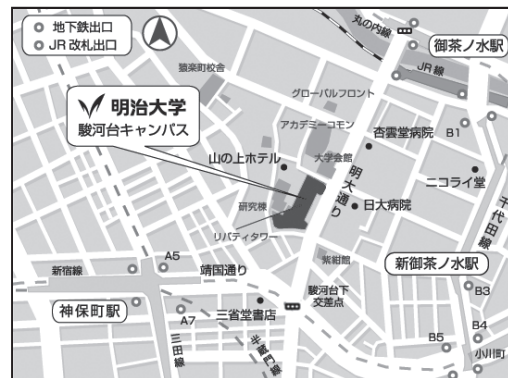 地下鉄出口
JR 改札出口
丸の内線
御茶ノ水駅
JR 線
猿楽町校舎
グローバルフロント
明治大学
駿河台キャンパス
アカデミーコモン
杏雲堂病院
B1
山の上ホテル
大学会館
ニコライ堂
明大通り
千代田線
研究棟
日大病院
リバティタワー
紫紺館
新御茶ノ水駅
新宿線
A5
靖国通り
駿河台下
交差点
B3
神保町駅
A7
三省堂書店
三田線
半蔵門線
B5
B4
小川町